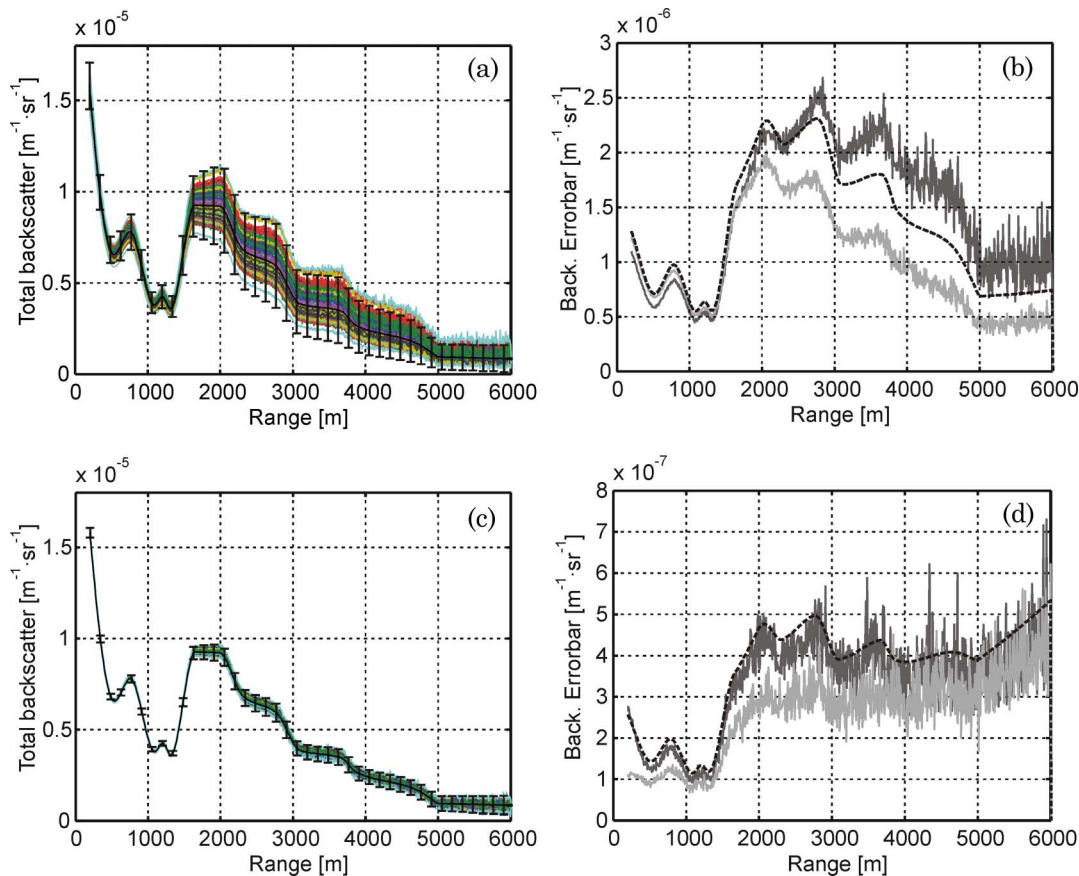 x 10⁻⁵
(a)
Total backscatter [m⁻¹·sr⁻¹]
1.5
1
0.5
0
0 1000 2000 3000 4000 5000 6000
Range [m]
x 10⁻⁶
(b)
Back. Errorbar [m⁻¹·sr⁻¹]
3
2.5
2
1.5
1
0.5
0
0 1000 2000 3000 4000 5000 6000
Range [m]
x 10⁻⁵
(c)
Total backscatter [m⁻¹·sr⁻¹]
1.5
1
0.5
0
0 1000 2000 3000 4000 5000 6000
Range [m]
x 10⁻⁷
(d)
Back. Errorbar [m⁻¹·sr⁻¹]
8
7
6
5
4
3
2
1
0
0 1000 2000 3000 4000 5000 6000
Range [m]